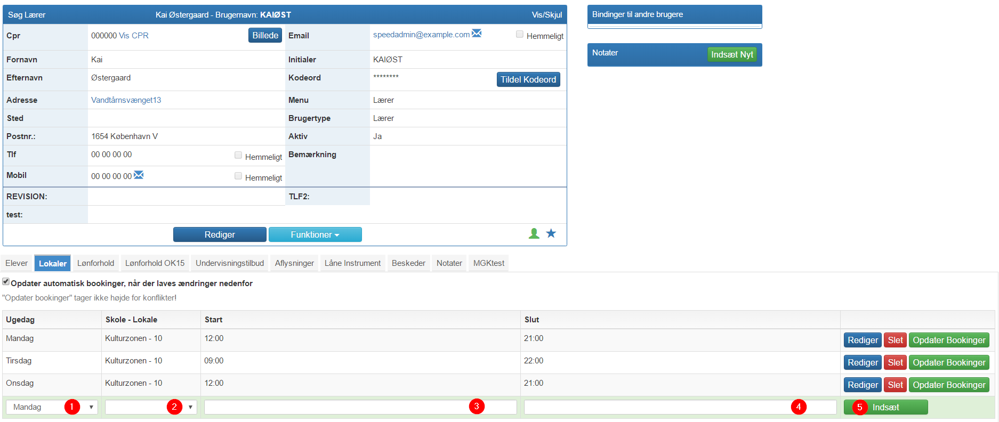 Søg Lærer Kai Østergaard - Brugernavn: KAIØST Vis/Skjul
Cpr 000000 Vis CPR Billede Email speedadmin@example.com Hemmeligt
Fornavn Kai Initialer KAIØST
Efternavn Østergaard Kodeord ******** Tildel Kodeord
Adresse Vandtårnsvænget13 Menu Lærer
Sted Brugertype Lærer
Postnr.: 1654 København V Aktiv Ja
Tlf 00 00 00 00 Hemmeligt Bemærkning
Mobil 00 00 00 00 Hemmeligt
REVISION: TLF2:
test:
Rediger Funktioner
Bindinger til andre brugere
Notater Indsæt Nyt
Elever Lokaler Lønforhold Lønforhold OK15 Undervisningstilbud Aflysninger Låne Instrument Beskeder Notater MGKtest
Opdater automatisk bookinger, når der laves ændringer nedenfor
"Opdater bookinger" tager ikke højde for konflikter!
Ugedag Skole - Lokale Start Slut
Mandag Kulturzonen - 10 12:00 21:00 Rediger Slet Opdater Bookinger
Tirsdag Kulturzonen - 10 09:00 22:00 Rediger Slet Opdater Bookinger
Onsdag Kulturzonen - 10 12:00 21:00 Rediger Slet Opdater Bookinger
Mandag 1 2 3 4 5 Indsæt